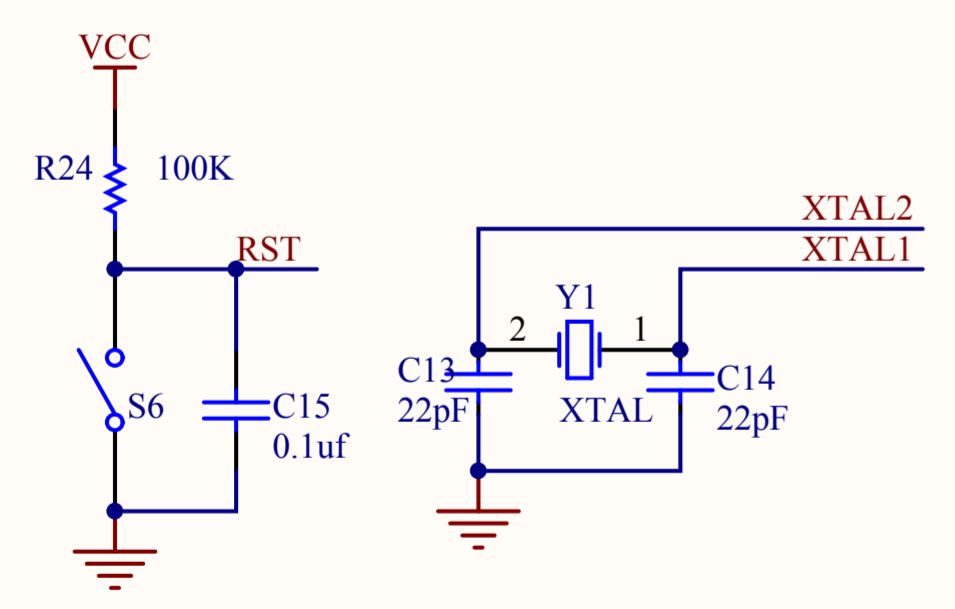 VCC
R24 100K
RST
S6
C15
0.1uf
XTAL2
XTAL1
Y1
2 1
C13
22pF
XTAL
C14
22pF